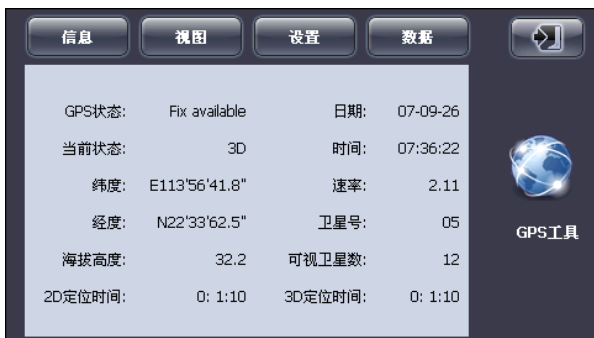 信息 视图 设置 数据
GPS状态: Fix available 日期: 07-09-26
当前状态: 3D 时间: 07:36:22
纬度: E113'56'41.8" 速率: 2.11
经度: N22'33'62.5" 卫星号: 05
海拔高度: 32.2 可视卫星数: 12
2D定位时间: 0: 1:10 3D定位时间: 0: 1:10
GPS工具